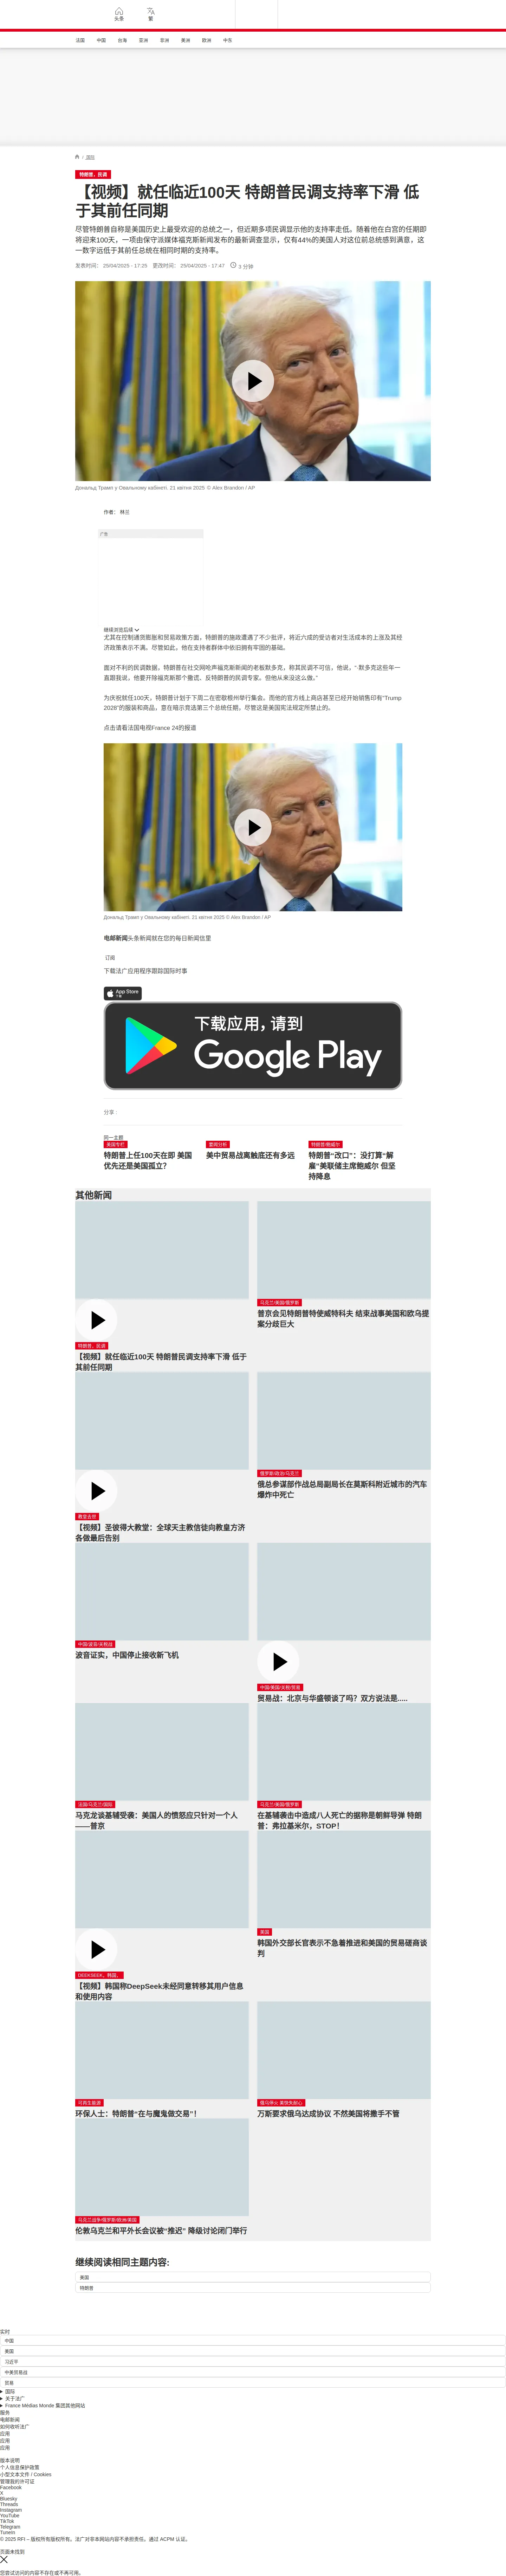 头条
繁
法国
中国
台海
亚洲
非洲
美洲
欧洲
中东
/ 国际
特朗普，民调
【视频】就任临近100天 特朗普民调支持率下滑 低
于其前任同期
尽管特朗普自称是美国历史上最受欢迎的总统之一，但近期多项民调显示他的支持率走低。随着他在白宫的任期即
将迎来100天，一项由保守派媒体福克斯新闻发布的最新调查显示，仅有44%的美国人对这位前总统感到满意，这
一数字远低于其前任总统在相同时期的支持率。
发表时间： 25/04/2025 - 17:25 更改时间： 25/04/2025 - 17:47 3 分钟
Дональд Трамп у Овальному кабінеті. 21 квітня 2025 © Alex Brandon / AP
作者： 林兰
广告
继续浏览后续
尤其在控制通货膨胀和贸易政策方面，特朗普的施政遭遇了不少批评，将近六成的受访者对生活成本的上涨及其经
济政策表示不满。尽管如此，他在支持者群体中依旧拥有牢固的基础。
面对不利的民调数据，特朗普在社交网呛声福克斯新闻的老板默多克，称其民调不可信，他说，“ 默多克这些年一
直跟我说，他要开除福克斯那个撒谎、反特朗普的民调专家。但他从来没这么做。”
为庆祝就任100天，特朗普计划于下周二在密歇根州举行集会。而他的官方线上商店甚至已经开始销售印有“Trump
2028”的服装和商品，意在暗示竞选第三个总统任期，尽管这是美国宪法现定所禁止的。
点击请看法国电视France 24的报道
Дональд Трамп у Овальному кабінеті. 21 квітня 2025 © Alex Brandon / AP
电邮新闻头条新闻就在您的每日新闻信里
订阅
下载法广应用程序跟踪国际时事
App Store
下载应用，请到
Google Play
分享 :
同一主题
美国专栏
特朗普上任100天在即 美国
优先还是美国孤立？
要闻分析
美中贸易战离触底还有多远
特朗普/鲍威尔
特朗普“改口”：没打算“解
雇”美联储主席鲍威尔 但坚
持降息
其他新闻
特朗普，民调
【视频】就任临近100天 特朗普民调支持率下滑 低于
其前任同期
乌克兰/美国/俄罗斯
普京会见特朗普特使威特科夫 结束战事美国和欧乌提
案分歧巨大
教皇去世
【视频】圣彼得大教堂：全球天主教信徒向教皇方济
各做最后告别
俄罗斯/政治/乌克兰
俄总参谋部作战总局副局长在莫斯科附近城市的汽车
爆炸中死亡
中国/波音/关税战
波音证实，中国停止接收新飞机
中国/美国/关税/贸易
贸易战：北京与华盛顿谈了吗？双方说法是.....
法国/乌克兰/国际
马克龙谈基辅受袭：美国人的愤怒应只针对一个人
——普京
乌克兰/美国/俄罗斯
在基辅袭击中造成八人死亡的据称是朝鲜导弹 特朗
普：弗拉基米尔，STOP！
DEEKSEEK，韩国，
【视频】韩国称DeepSeek未经同意转移其用户信息
和使用内容
美国
韩国外交部长官表示不急着推进和美国的贸易磋商谈
判
可再生能源
环保人士：特朗普“在与魔鬼做交易”！
俄乌停火 美国失耐心
万斯要求俄乌达成协议 不然美国将撒手不管
乌克兰战争/俄罗斯/欧洲/美国
伦敦乌克兰和平外长会议被“推迟” 降级讨论闭门举行
继续阅读相同主题内容:
美国
特朗普
实时
中国
美国
习近平
中美贸易战
贸易
国际
关于法广
France Médias Monde 集团其他网站
服务
电邮新闻
如何收听法广
应用
应用
应用
版本说明
个人信息保护政策
小型文本文件 / Cookies
管理我的许可证
Facebook
X
Bluesky
Threads
Instagram
YouTube
TikTok
Telegram
TuneIn
© 2025 RFI – 版权所有版权所有。法广对非本网站内容不承担责任。通过 ACPM 认证。
页面未找到
您尝试访问的内容不存在或不再可用。